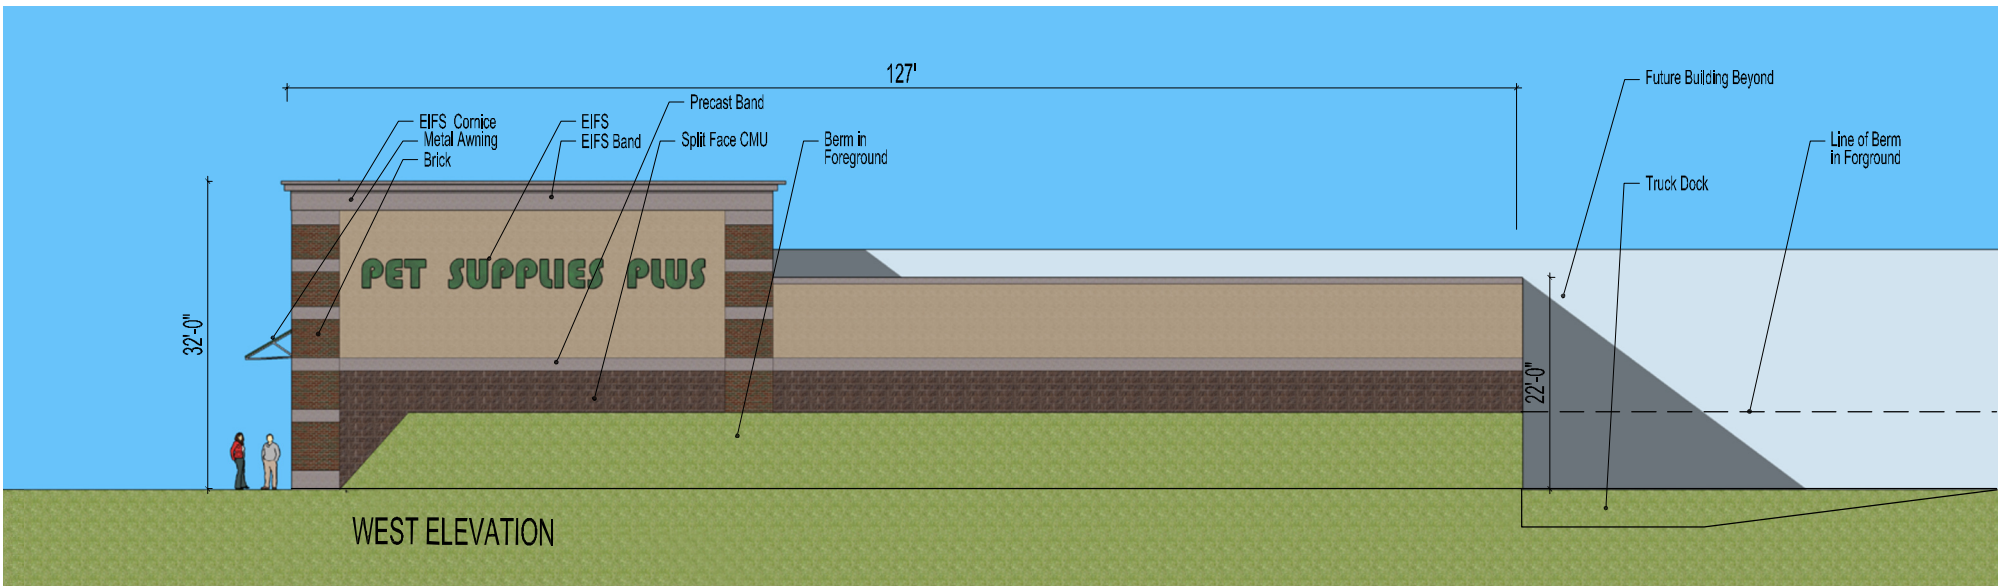 127'
Future Building Beyond
Precast Band
EIFS Cornice
Metal Awning
Brick
EIFS
EIFS Band
Split Face CMU
Berm in
Foreground
Line of Berm
in Forground
Truck Dock
PET SUPPLIES PLUS
32'-0"
22'-0"
WEST ELEVATION